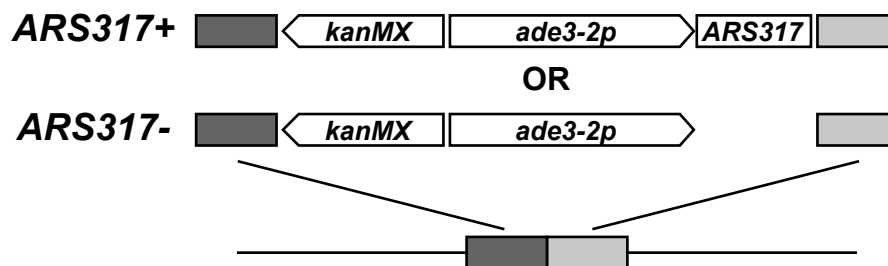 ARS317+ kanMX ade3-2p ARS317
OR
ARS317- kanMX ade3-2p